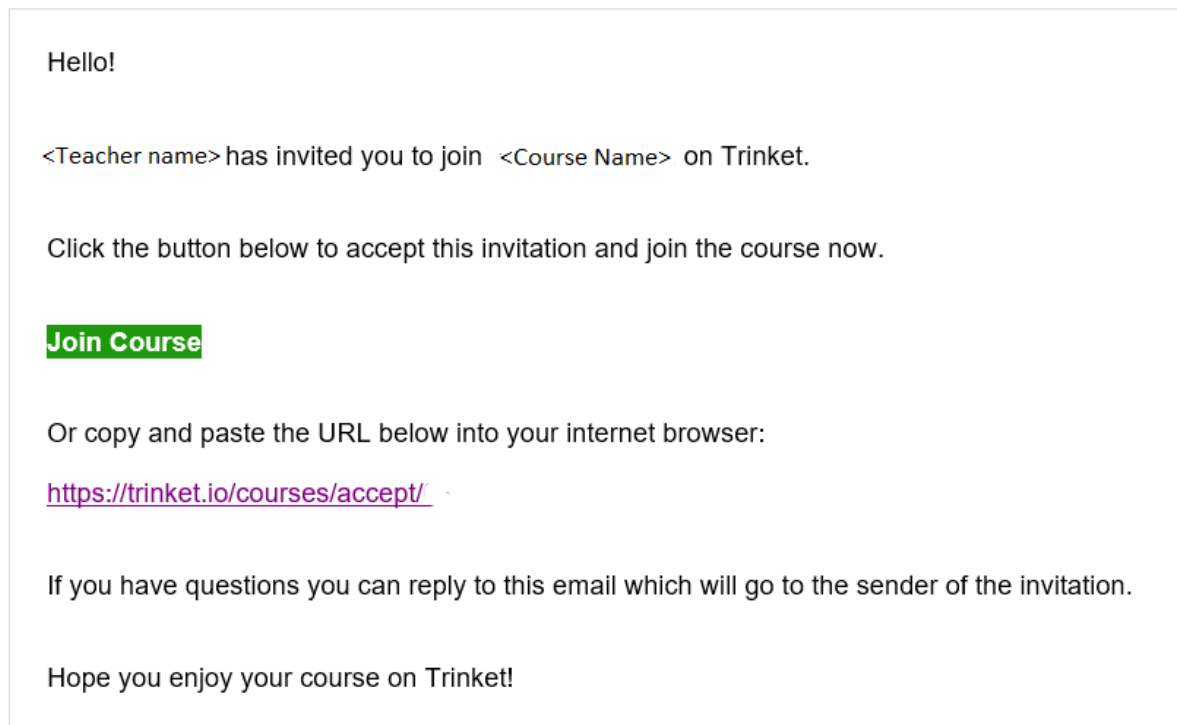 Hello!
<Teacher name> has invited you to join <Course Name> on Trinket.
Click the button below to accept this invitation and join the course now.
Join Course
Or copy and paste the URL below into your internet browser:
https://trinket.io/courses/accept/
If you have questions you can reply to this email which will go to the sender of the invitation.
Hope you enjoy your course on Trinket!